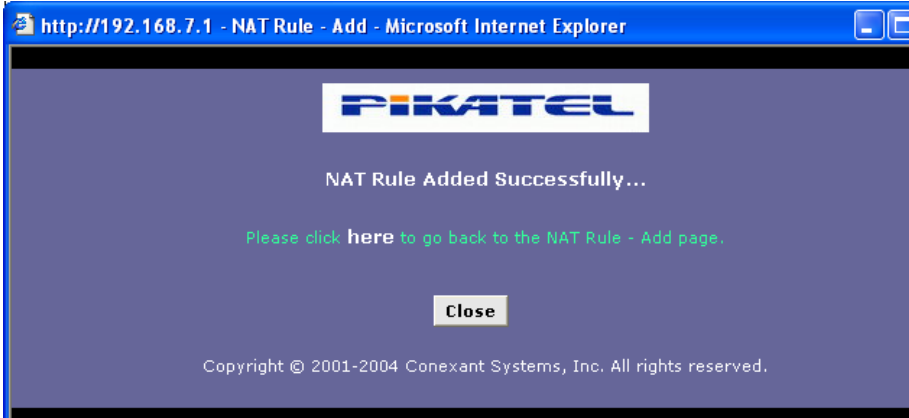 http://192.168.7.1 - NAT Rule - Add - Microsoft Internet Explorer
PIKATEL
NAT Rule Added Successfully...
Please click here to go back to the NAT Rule - Add page.
Close
Copyright © 2001-2004 Conexant Systems, Inc. All rights reserved.